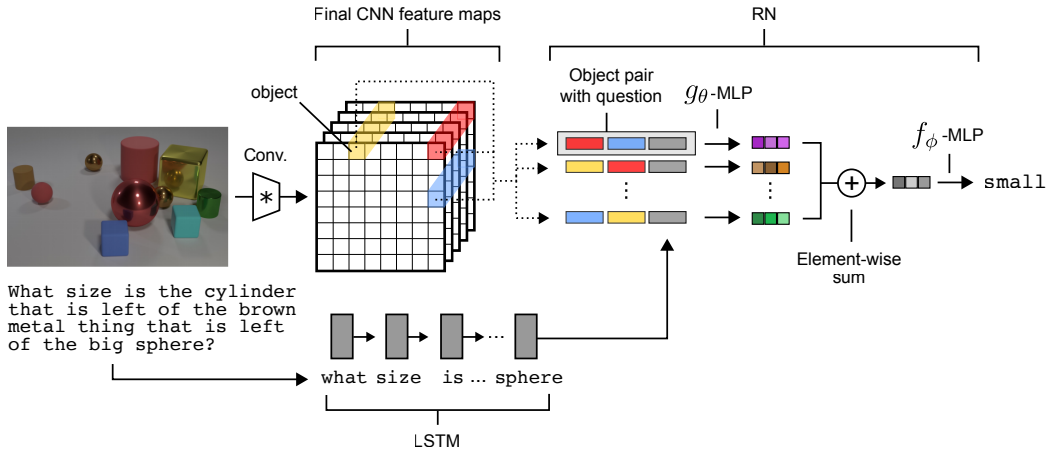 Final CNN feature maps
RN
object
Object pair
with question
gθ-MLP
Conv.
*
fϕ-MLP
...
small
+
Element-wise
sum
What size is the cylinder
that is left of the brown
metal thing that is left
of the big sphere?
...
what size is ... sphere
LSTM